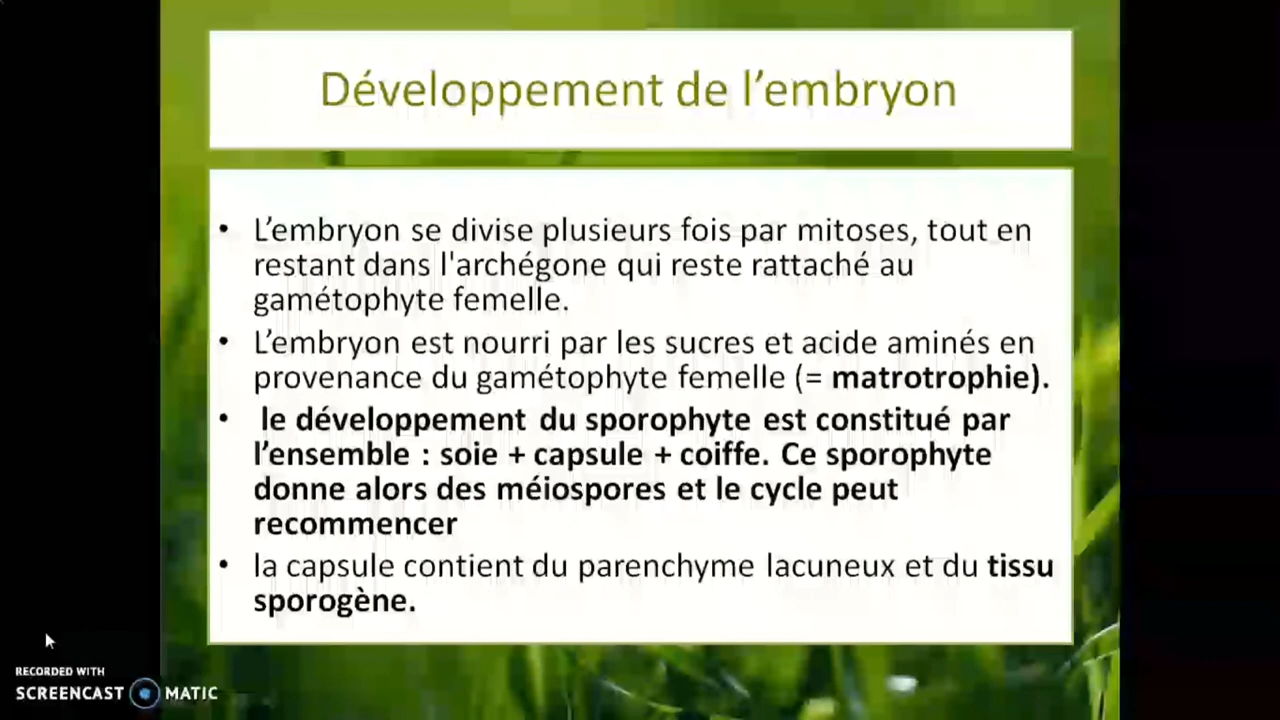 Développement de l’embryon
• L’embryon se divise plusieurs fois par mitoses, tout en
restant dans l'archégone qui reste rattaché au
gamétophyte femelle.
• L’embryon est nourri par les sucres et acide aminés en
provenance du gamétophyte femelle (= matrotrophie).
• le développement du sporophyte est constitué par
l’ensemble : soie + capsule + coiffe. Ce sporophyte
donne alors des méiospores et le cycle peut
recommencer
• la capsule contient du parenchyme lacuneux et du tissu
sporogène.
RECORDED WITH
SCREENCAST MATIC